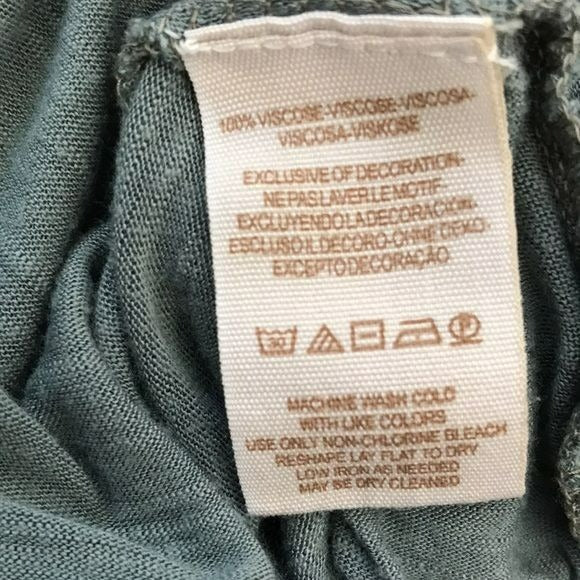 100% VISCOSE-VISCOSE-VISCOSA-
VISCOSA-VISKOSE
EXCLUSIVE OF DECORATION-
NE PAS LAVER LE MOTIF-
EXCLUYENDO LA DECORACION-
ESCLUSO IL DECORO-OHNE DEKO-
EXCEPTO DECORAÇÃO
30 P
MACHINE WASH COLD
WITH LIKE COLORS
USE ONLY NON-CHLORINE BLEACH
RESHAPE LAY FLAT TO DRY
LOW IRON AS NEEDED
MAY BE DRY CLEANED